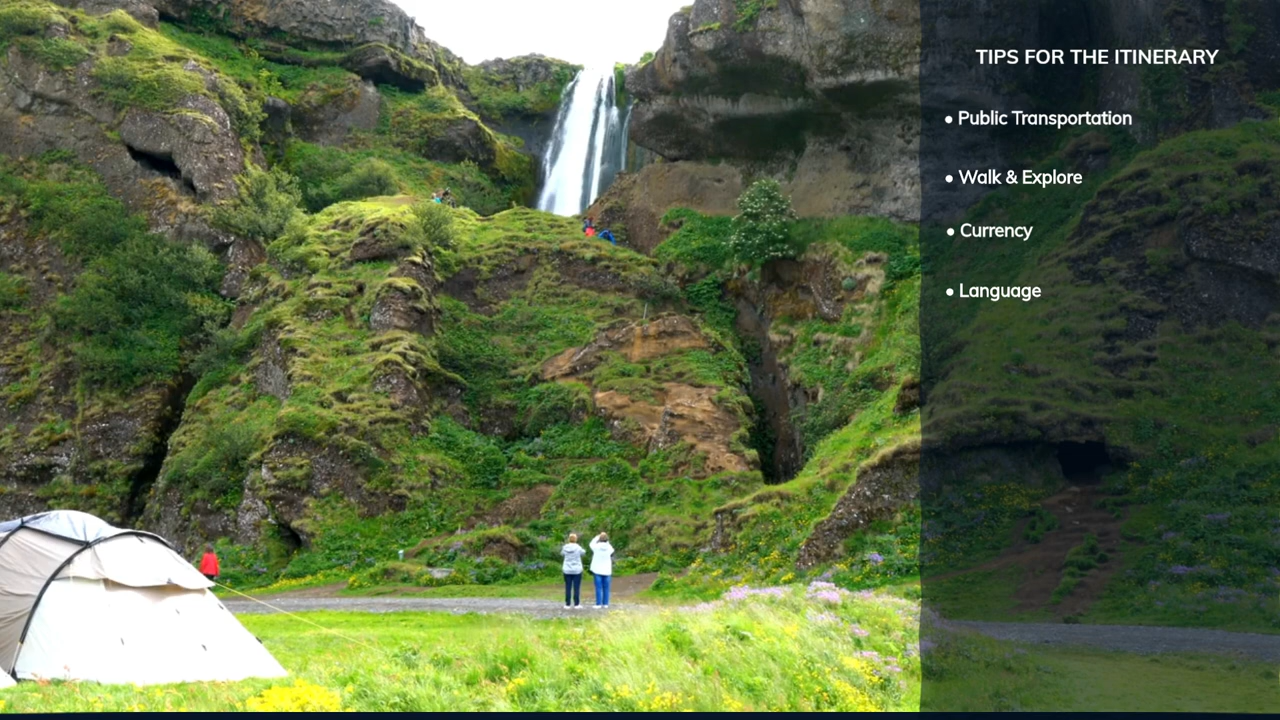 TIPS FOR THE ITINERARY
• Public Transportation
• Walk & Explore
• Currency
• Language